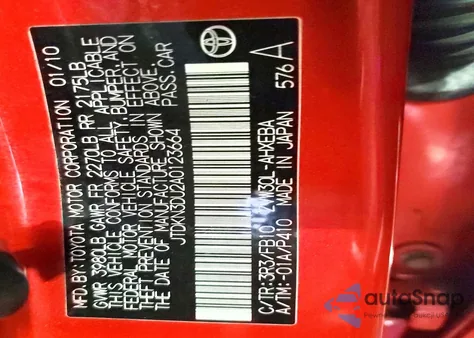 MFD.BY: TOYOTA MOTOR CORPORATION 01/10
GVWR 3980LB GAWR FR 2270LB RR 2175LB
THIS VEHICLE CONFORMS TO ALL APPLICABLE
FEDERAL MOTOR VEHICLE SAFETY, BUMPER, AND
THEFT PREVENTION STANDARDS IN EFFECT ON
THE DATE OF MANUFACTURE SHOWN ABOVE.
JTDKN3DU2A0123664 PASS. CAR
C/TR: 3R3/FB10 ZVW30L-AHXEBA
A/TM: -01A/P410 MADE IN JAPAN 576 A
autoSnap